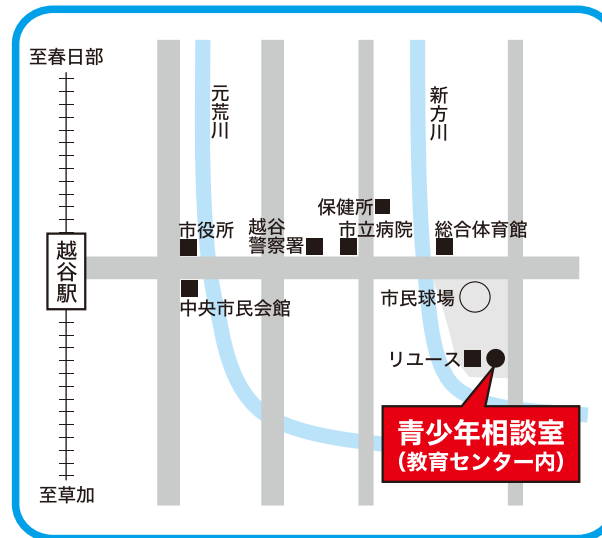 至春日部
元荒川
新方川
保健所
市役所
越谷
警察署
市立病院
総合体育館
越谷駅
中央市民会館
市民球場
リユース
青少年相談室
(教育センター内)
至草加